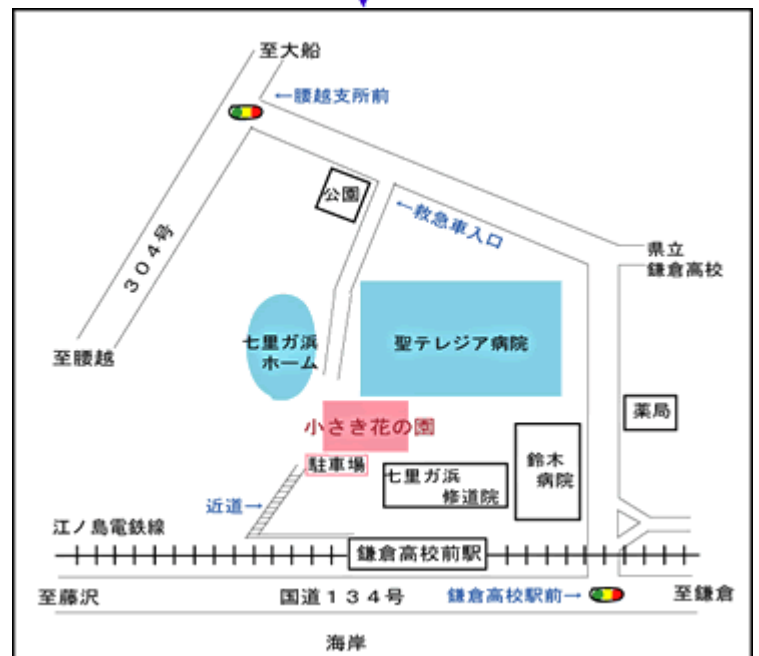 至大船
←腰越支所前
公園
←救急車入口
304号
県立
鎌倉高校
七里ガ浜
ホーム
聖テレジア病院
至腰越
薬局
小さき花の園
駐車場
七里ガ浜
修道院
鈴木
病院
近道→
江ノ島電鉄線
鎌倉高校前駅
至藤沢
国道134号
鎌倉高校駅前→
至鎌倉
海岸